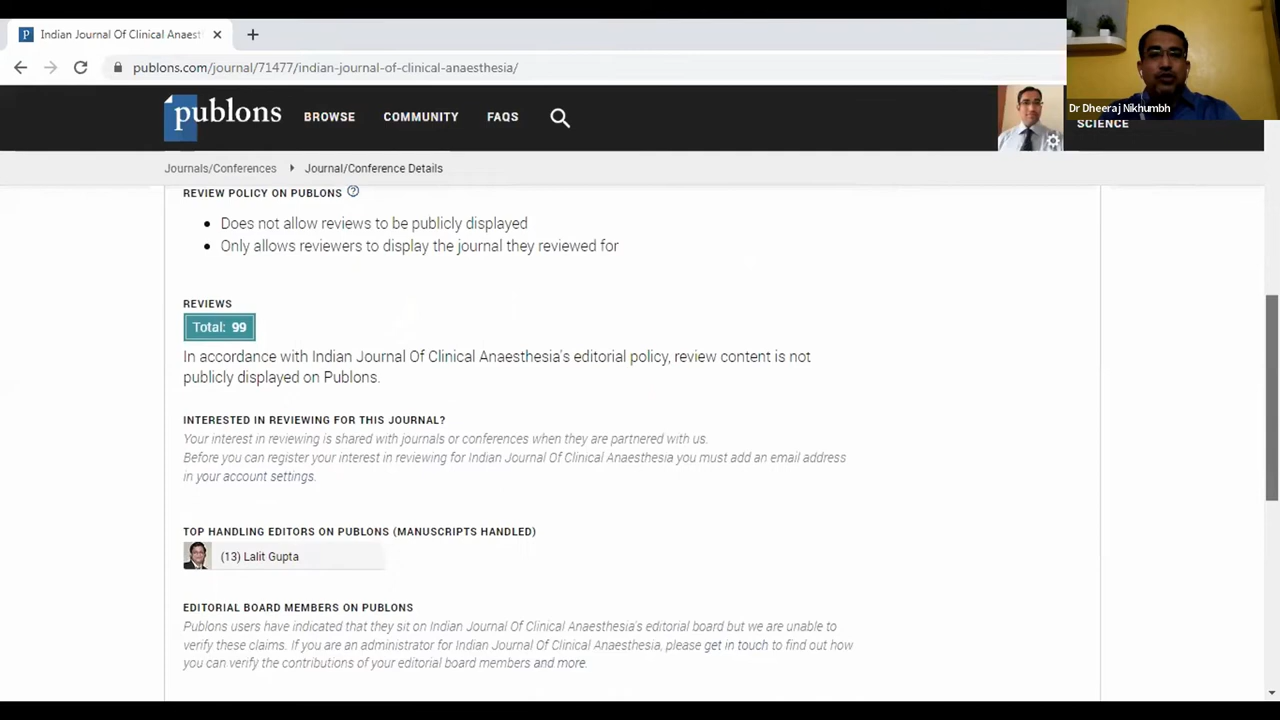 Indian Journal Of Clinical Anaest
publons.com/journal/71477/indian-journal-of-clinical-anaesthesia/
Dr Dheeraj Nikhumbh
publons
BROWSE
COMMUNITY
FAQS
SCIENCE
Journals/Conferences
Journal/Conference Details
REVIEW POLICY ON PUBLONS ?
• Does not allow reviews to be publicly displayed
• Only allows reviewers to display the journal they reviewed for
REVIEWS
Total: 99
In accordance with Indian Journal Of Clinical Anaesthesia's editorial policy, review content is not
publicly displayed on Publons.
INTERESTED IN REVIEWING FOR THIS JOURNAL?
Your interest in reviewing is shared with journals or conferences when they are partnered with us.
Before you can register your interest in reviewing for Indian Journal Of Clinical Anaesthesia you must add an email address
in your account settings.
TOP HANDLING EDITORS ON PUBLONS (MANUSCRIPTS HANDLED)
(13) Lalit Gupta
EDITORIAL BOARD MEMBERS ON PUBLONS
Publons users have indicated that they sit on Indian Journal Of Clinical Anaesthesia's editorial board but we are unable to
verify these claims. If you are an administrator for Indian Journal Of Clinical Anaesthesia, please get in touch to find out how
you can verify the contributions of your editorial board members and more.